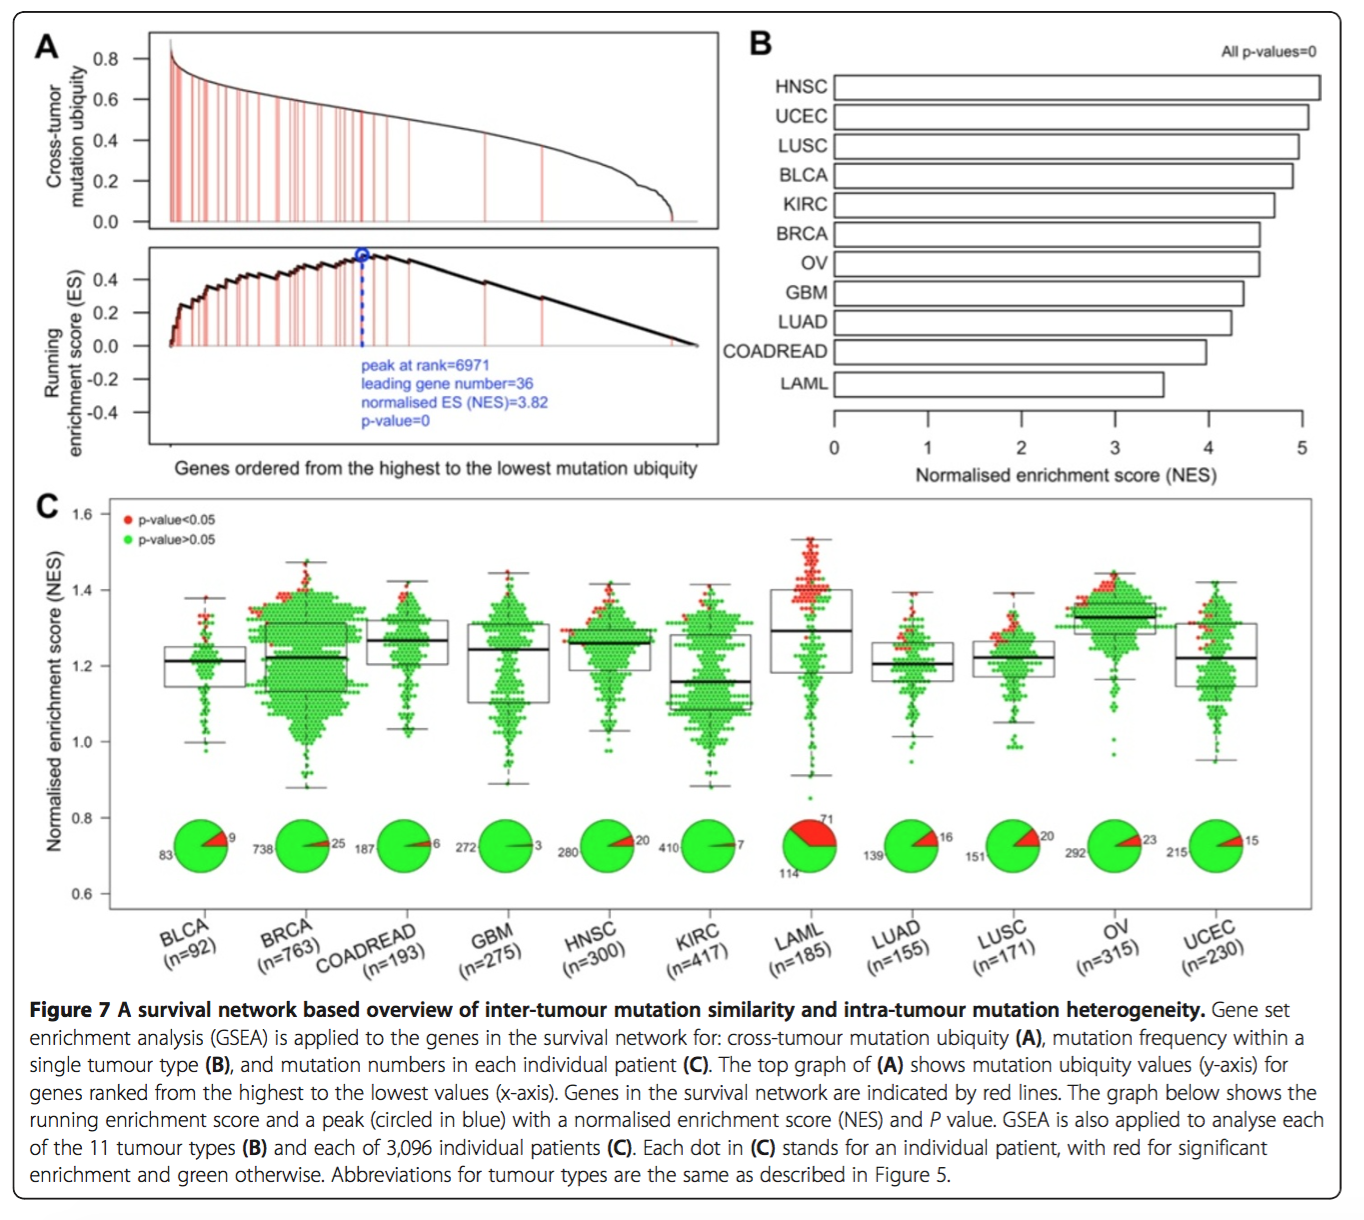 A
Cross-tumor
mutation ubiquity
0.8
0.6
0.4
0.2
0.0
Running
enrichment score (ES)
0.4
0.2
0.0
-0.2
-0.4
peak at rank=6971
leading gene number=36
normalised ES (NES)=3.82
p-value=0
Genes ordered from the highest to the lowest mutation ubiquity
B
All p-values=0
HNSC
UCEC
LUSC
BLCA
KIRC
BRCA
OV
GBM
LUAD
COADREAD
LAML
0 1 2 3 4 5
Normalised enrichment score (NES)
C
Normalised enrichment score (NES)
1.6
1.4
1.2
1.0
0.8
0.6
p-value<0.05
p-value>0.05
83 9
738 25
187 6
272 3
280 20
410 7
114 71
139 16
151 20
292 23
215 15
BLCA
(n=92)
BRCA
(n=763)
COADREAD
(n=193)
GBM
(n=275)
HNSC
(n=300)
KIRC
(n=417)
LAML
(n=185)
LUAD
(n=155)
LUSC
(n=171)
OV
(n=315)
UCEC
(n=230)
Figure 7 A survival network based overview of inter-tumour mutation similarity and intra-tumour mutation heterogeneity. Gene set
enrichment analysis (GSEA) is applied to the genes in the survival network for: cross-tumour mutation ubiquity (A), mutation frequency within a
single tumour type (B), and mutation numbers in each individual patient (C). The top graph of (A) shows mutation ubiquity values (y-axis) for
genes ranked from the highest to the lowest values (x-axis). Genes in the survival network are indicated by red lines. The graph below shows the
running enrichment score and a peak (circled in blue) with a normalised enrichment score (NES) and P value. GSEA is also applied to analyse each
of the 11 tumour types (B) and each of 3,096 individual patients (C). Each dot in (C) stands for an individual patient, with red for significant
enrichment and green otherwise. Abbreviations for tumour types are the same as described in Figure 5.